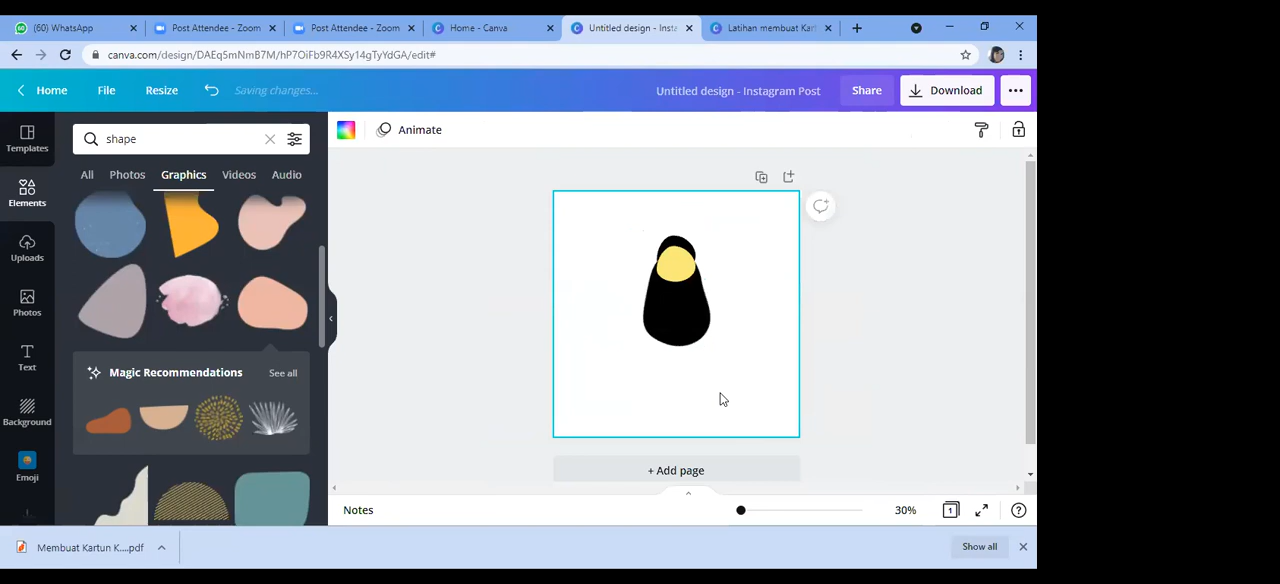 (60) WhatsApp
Post Attendee - Zoom
Post Attendee - Zoom
Home - Canva
Untitled design - Insta
Latihan membuat Kar
canva.com/design/DAEq5mNmB7M/hP7OiFb9R4XSy14gTyYdGA/edit#
Home
File
Resize
Saving changes...
Untitled design - Instagram Post
Share
Download
Templates
Elements
Uploads
Photos
Text
Background
Emoji
shape
All
Photos
Graphics
Videos
Audio
Magic Recommendations
See all
Animate
+ Add page
Notes
30%
1
Membuat Kartun K....pdf
Show all